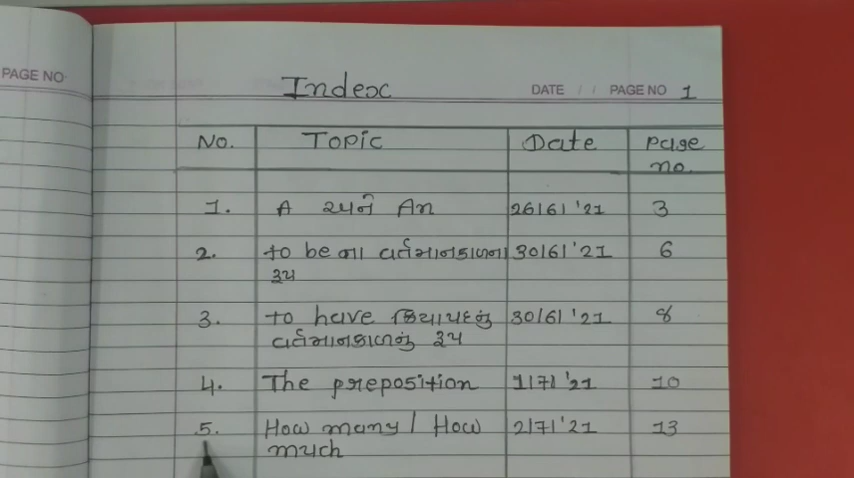 PAGE NO
Index
DATE / / PAGE NO 1
No. Topic Date Page no.
1. A અને An 26/6/'21 3
2. to be ના વર્તમાનકાળના 30/6/'21 6
રૂપ
3. to have ક્રિયાપદનું 30/6/'21 8
વર્તમાનકાળનું રૂપ
4. The preposition 1/7/'21 10
5. How many / How 2/7/'21 13
much